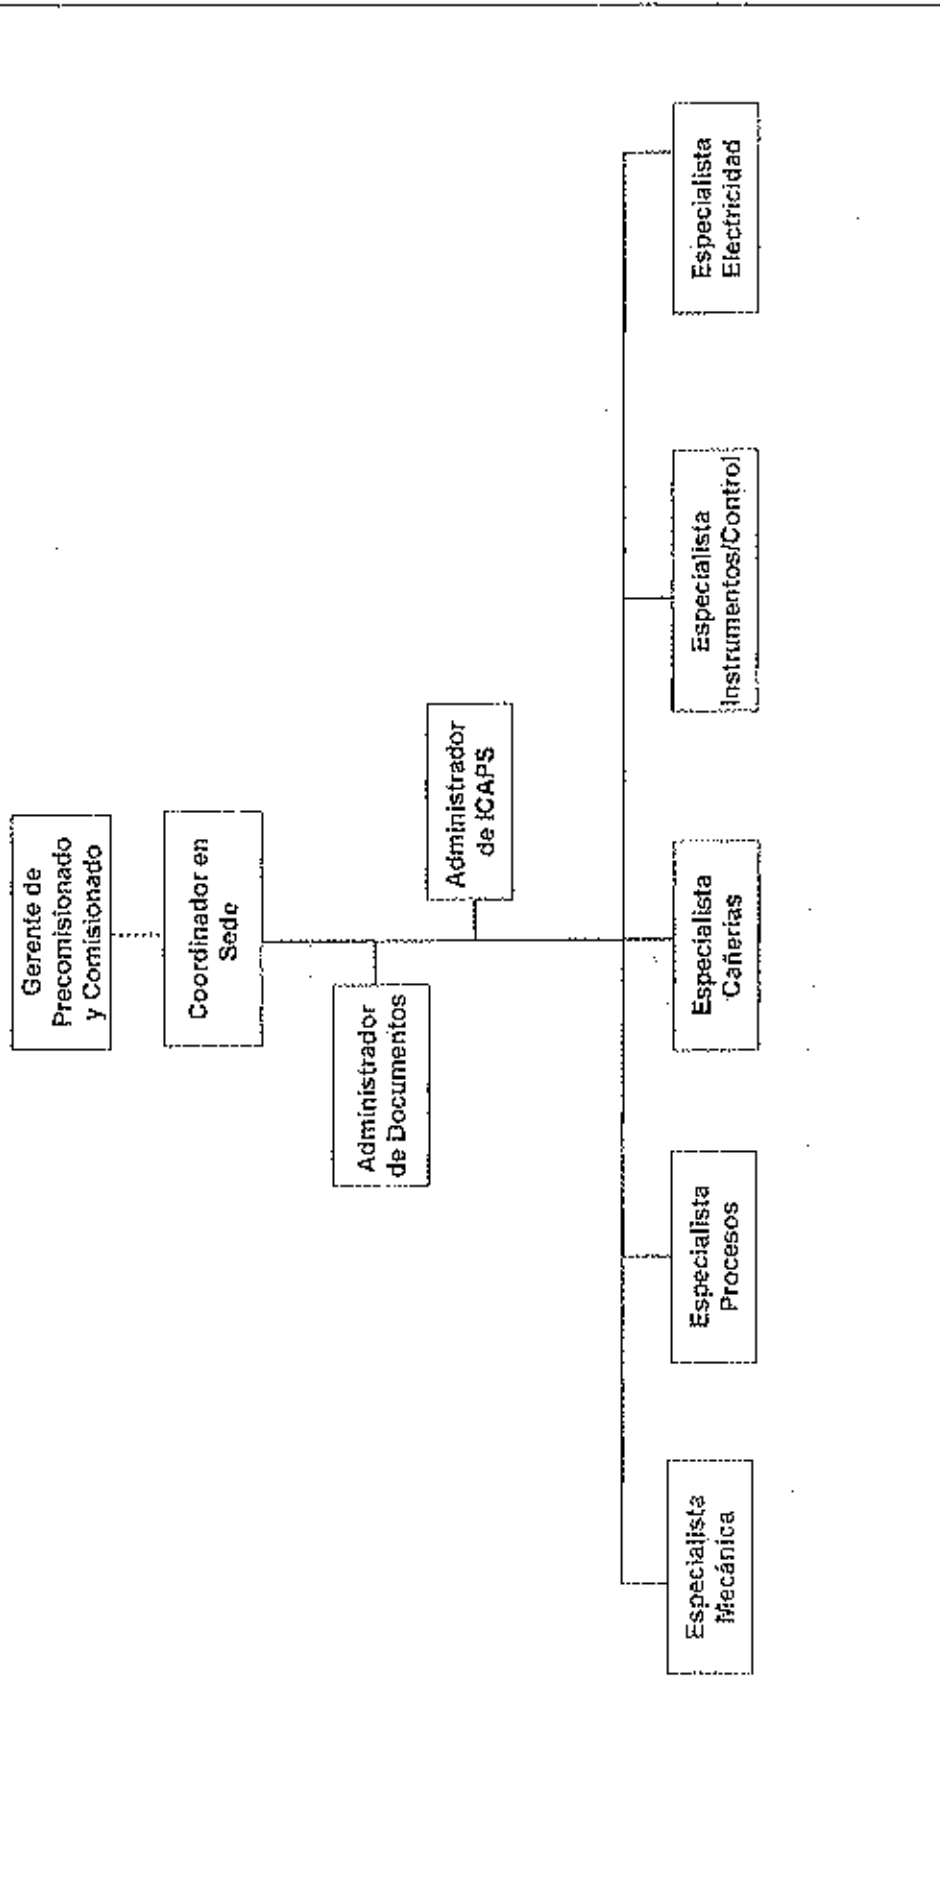 Gerente de
Precomisionado
y Comisionado
Coordinador en
Sede
Administrador
de Documentos
Administrador
de ICAPS
Especialista
Mecánica
Especialista
Procesos
Especialista
Cañerías
Especialista
Instrumentos/Control
Especialista
Electricidad